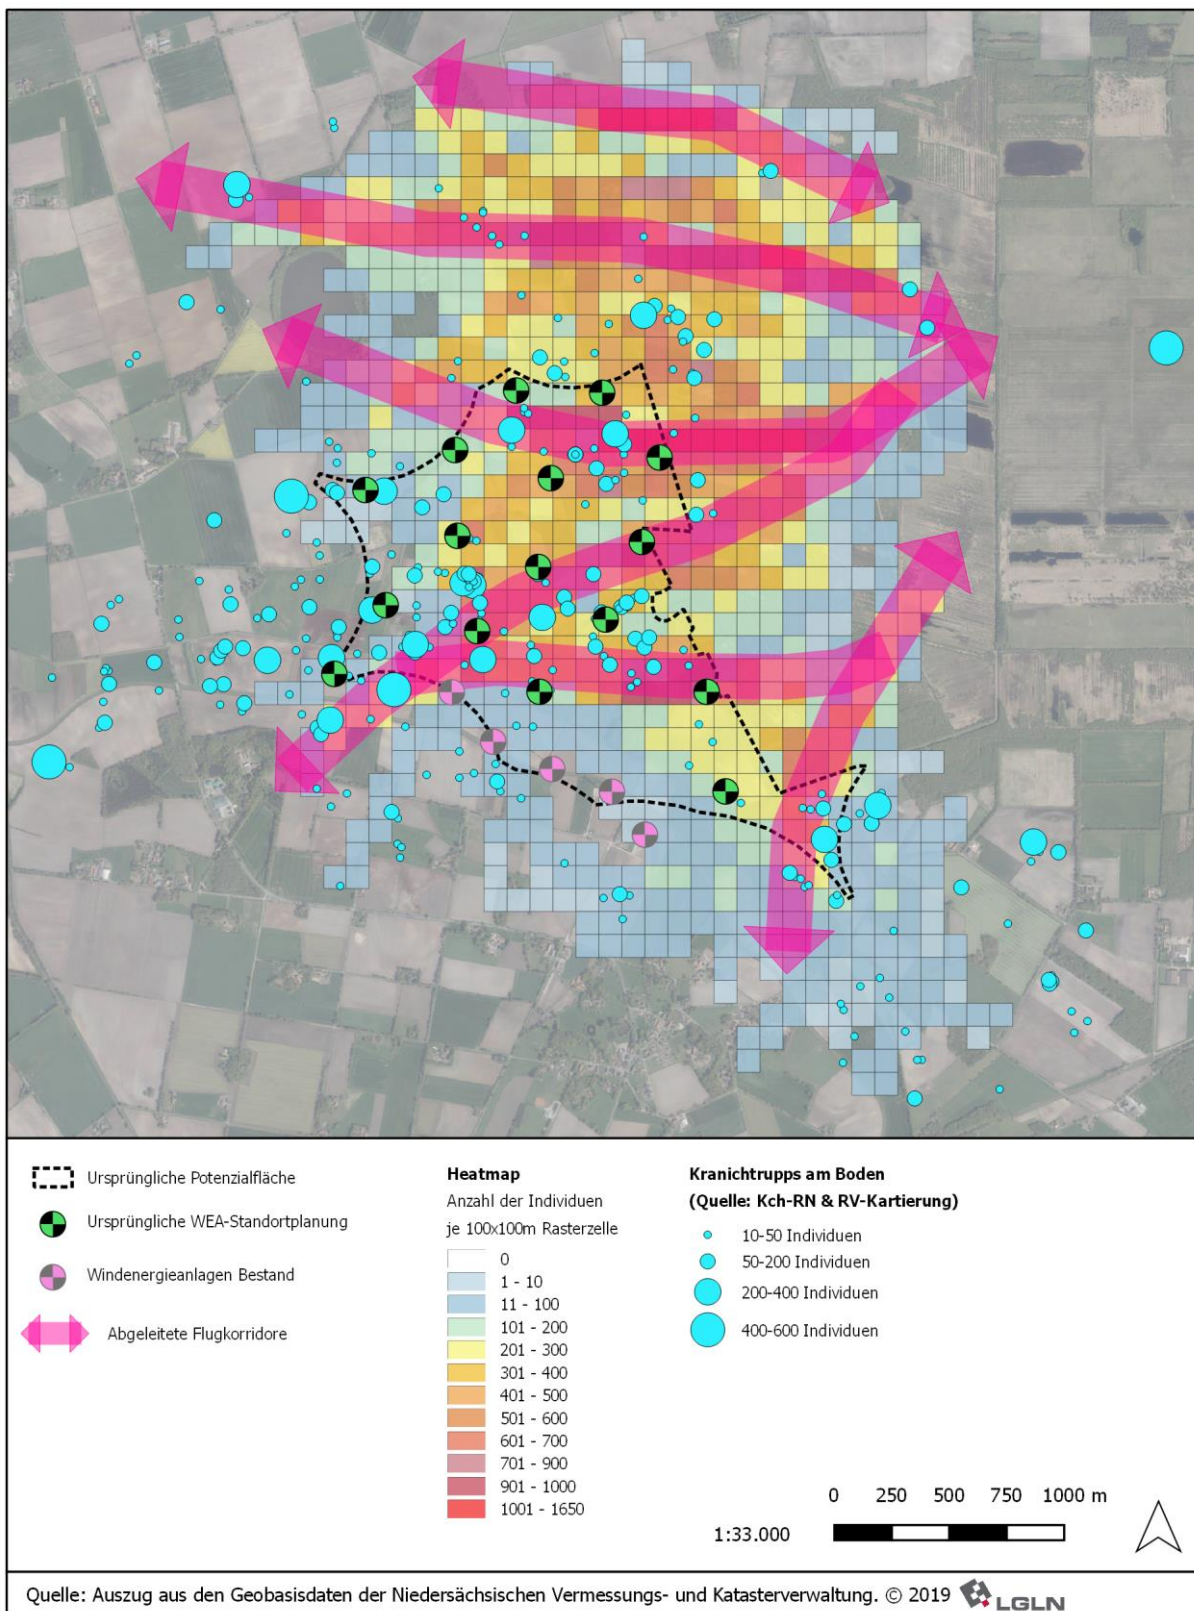 Ursprüngliche Potenzialfläche
Ursprüngliche WEA-Standortplanung
Windenergieanlagen Bestand
Abgeleitete Flugkorridore
Heatmap
Anzahl der Individuen
je 100x100m Rasterzelle
0
1 - 10
11 - 100
101 - 200
201 - 300
301 - 400
401 - 500
501 - 600
601 - 700
701 - 900
901 - 1000
1001 - 1650
Kranichtrupps am Boden
(Quelle: Kch-RN & RV-Kartierung)
10-50 Individuen
50-200 Individuen
200-400 Individuen
400-600 Individuen
0 250 500 750 1000 m
1:33.000
Quelle: Auszug aus den Geobasisdaten der Niedersächsischen Vermessungs- und Katasterverwaltung. © 2019 LGLN